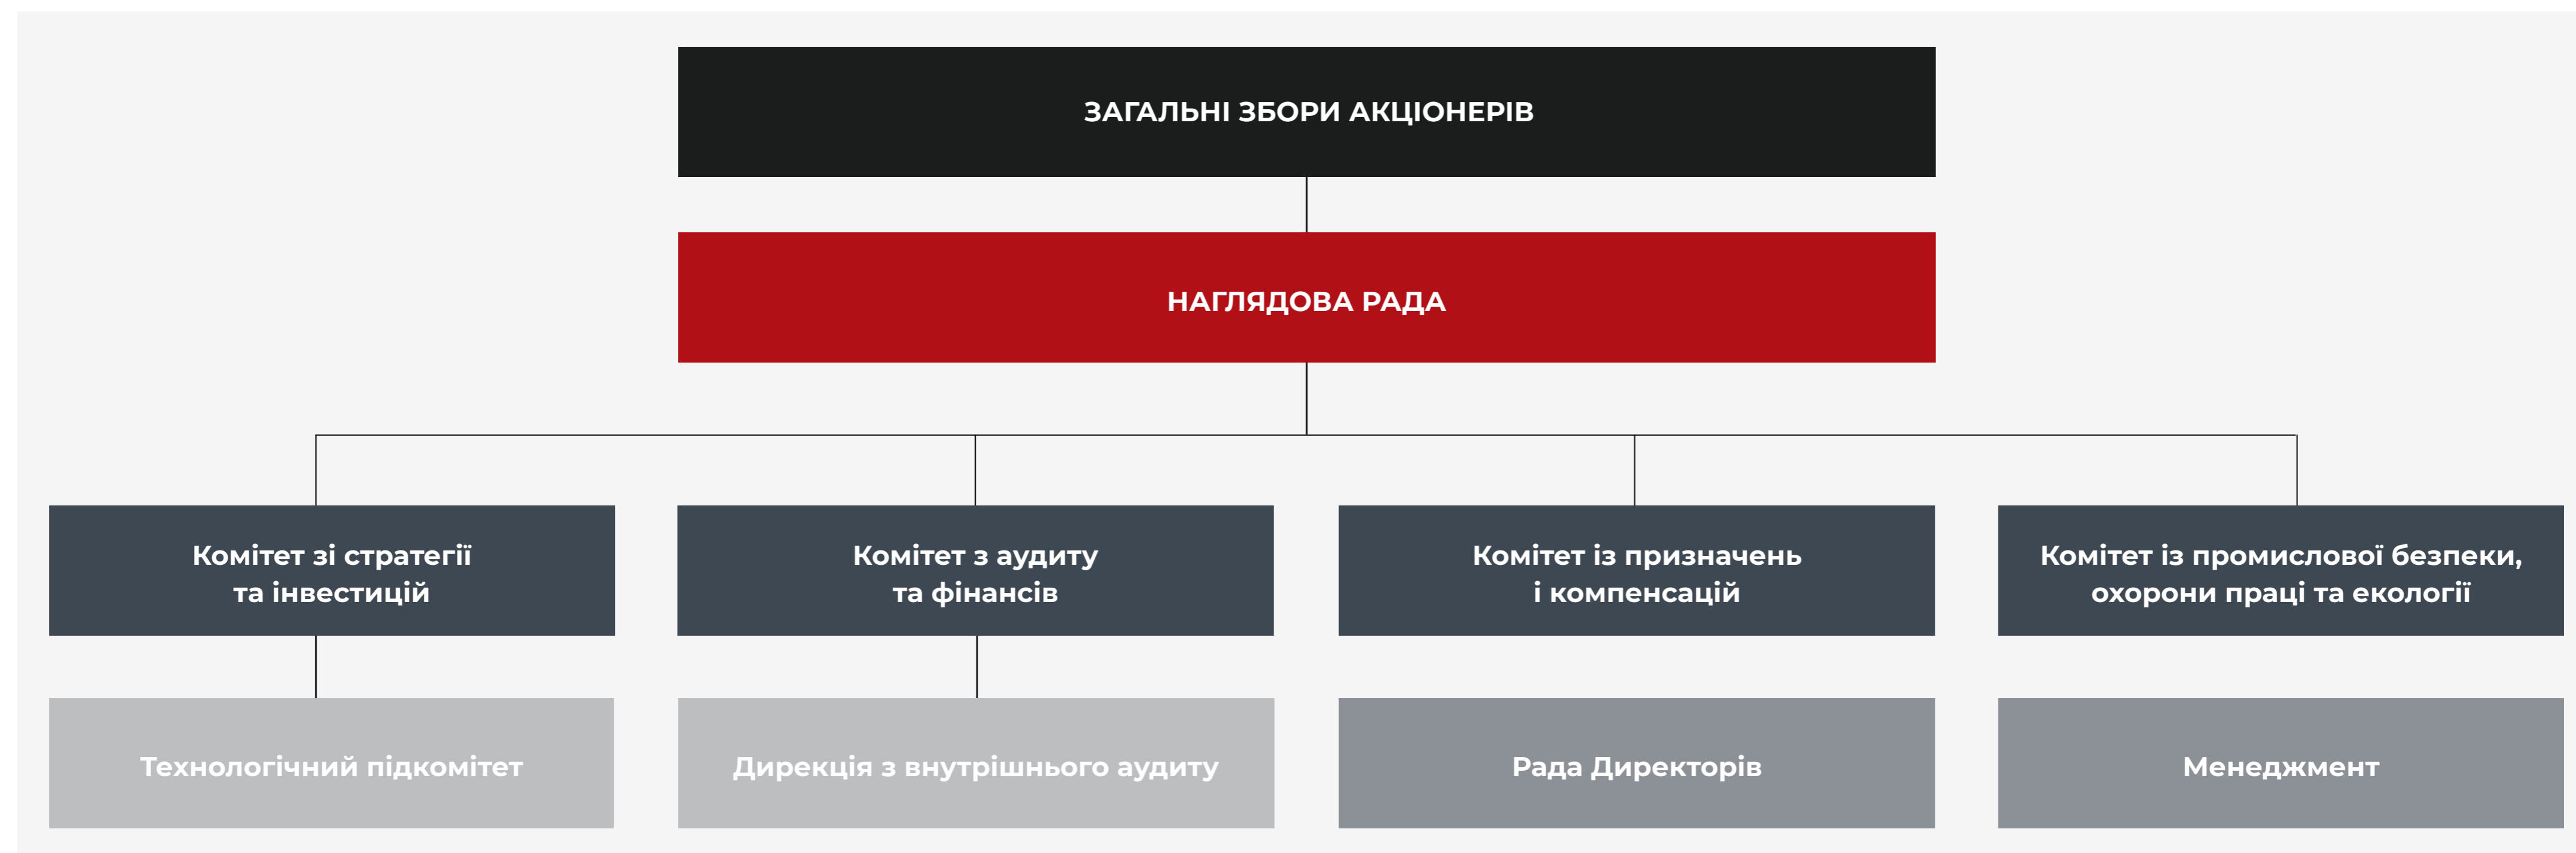 ЗАГАЛЬНІ ЗБОРИ АКЦІОНЕРІВ
НАГЛЯДОВА РАДА
Комітет зі стратегії
та інвестицій
Комітет з аудиту
та фінансів
Комітет із призначень
і компенсацій
Комітет із промислової безпеки,
охорони праці та екології
Технологічний підкомітет
Дирекція з внутрішнього аудиту
Рада Директорів
Менеджмент